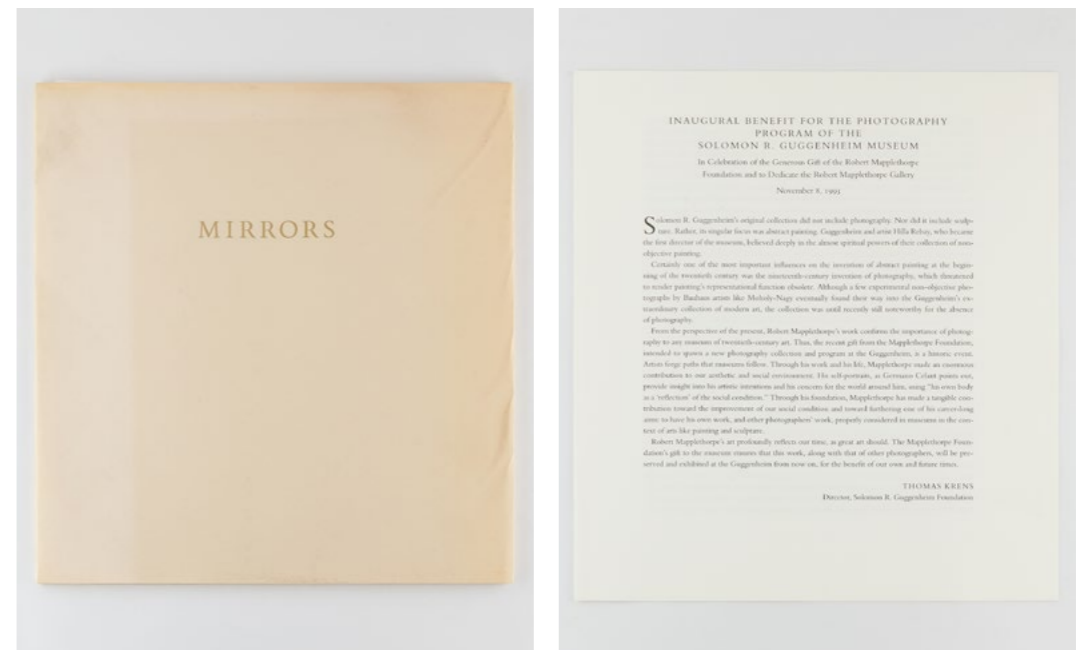 MIRRORS
INAUGURAL BENEFIT FOR THE PHOTOGRAPHY
PROGRAM OF THE
SOLOMON R. GUGGENHEIM MUSEUM
In Celebration of the Generous Gift of the Robert Mapplethorpe
Foundation and to Dedicate the Robert Mapplethorpe Gallery
November 8, 1993
Solomon R. Guggenheim's original collection did not include photography. Nor did it include sculp-
ture. Rather, its singular focus was abstract painting. Guggenheim and artist Hilla Rebay, who became
the first director of the museum, believed deeply in the almost spiritual powers of their collection of non-
objective painting.
Certainly one of the most important influences on the invention of abstract painting at the begin-
ning of the twentieth century was the nineteenth-century invention of photography, which threatened
to render painting's representational function obsolete. Although a few experimental non-objective pho-
tographs by Bauhaus artists like Moholy-Nagy eventually found their way into the Guggenheim's ex-
traordinary collection of modern art, the collection was until recently still noteworthy for the absence
of photography.
From the perspective of the present, Robert Mapplethorpe's work confirms the importance of photog-
raphy to any museum of twentieth-century art. Thus, the recent gift from the Mapplethorpe Foundation,
intended to spawn a new photography collection and program at the Guggenheim, is a historic event.
Artists forge paths that museums follow. Through his work and his life, Mapplethorpe made an enormous
contribution to our aesthetic and social environment. His self-portraits, as Germano Celant points out,
provide insight into his artistic intentions and his concern for the world around him, using "his own body
as a 'reflection' of the social condition." Through his foundation, Mapplethorpe has made a tangible con-
tribution toward the improvement of our social condition and toward furthering one of his career-long
aims: to have his own work, and other photographers' work, properly considered in museums in the con-
text of arts like painting and sculpture.
Robert Mapplethorpe's art profoundly reflects our time, as great art should. The Mapplethorpe Foun-
dation's gift to the museum ensures that this work, along with that of other photographers, will be pre-
served and exhibited at the Guggenheim from now on, for the benefit of our own and future times.
THOMAS KRENS
Director, Solomon R. Guggenheim Foundation